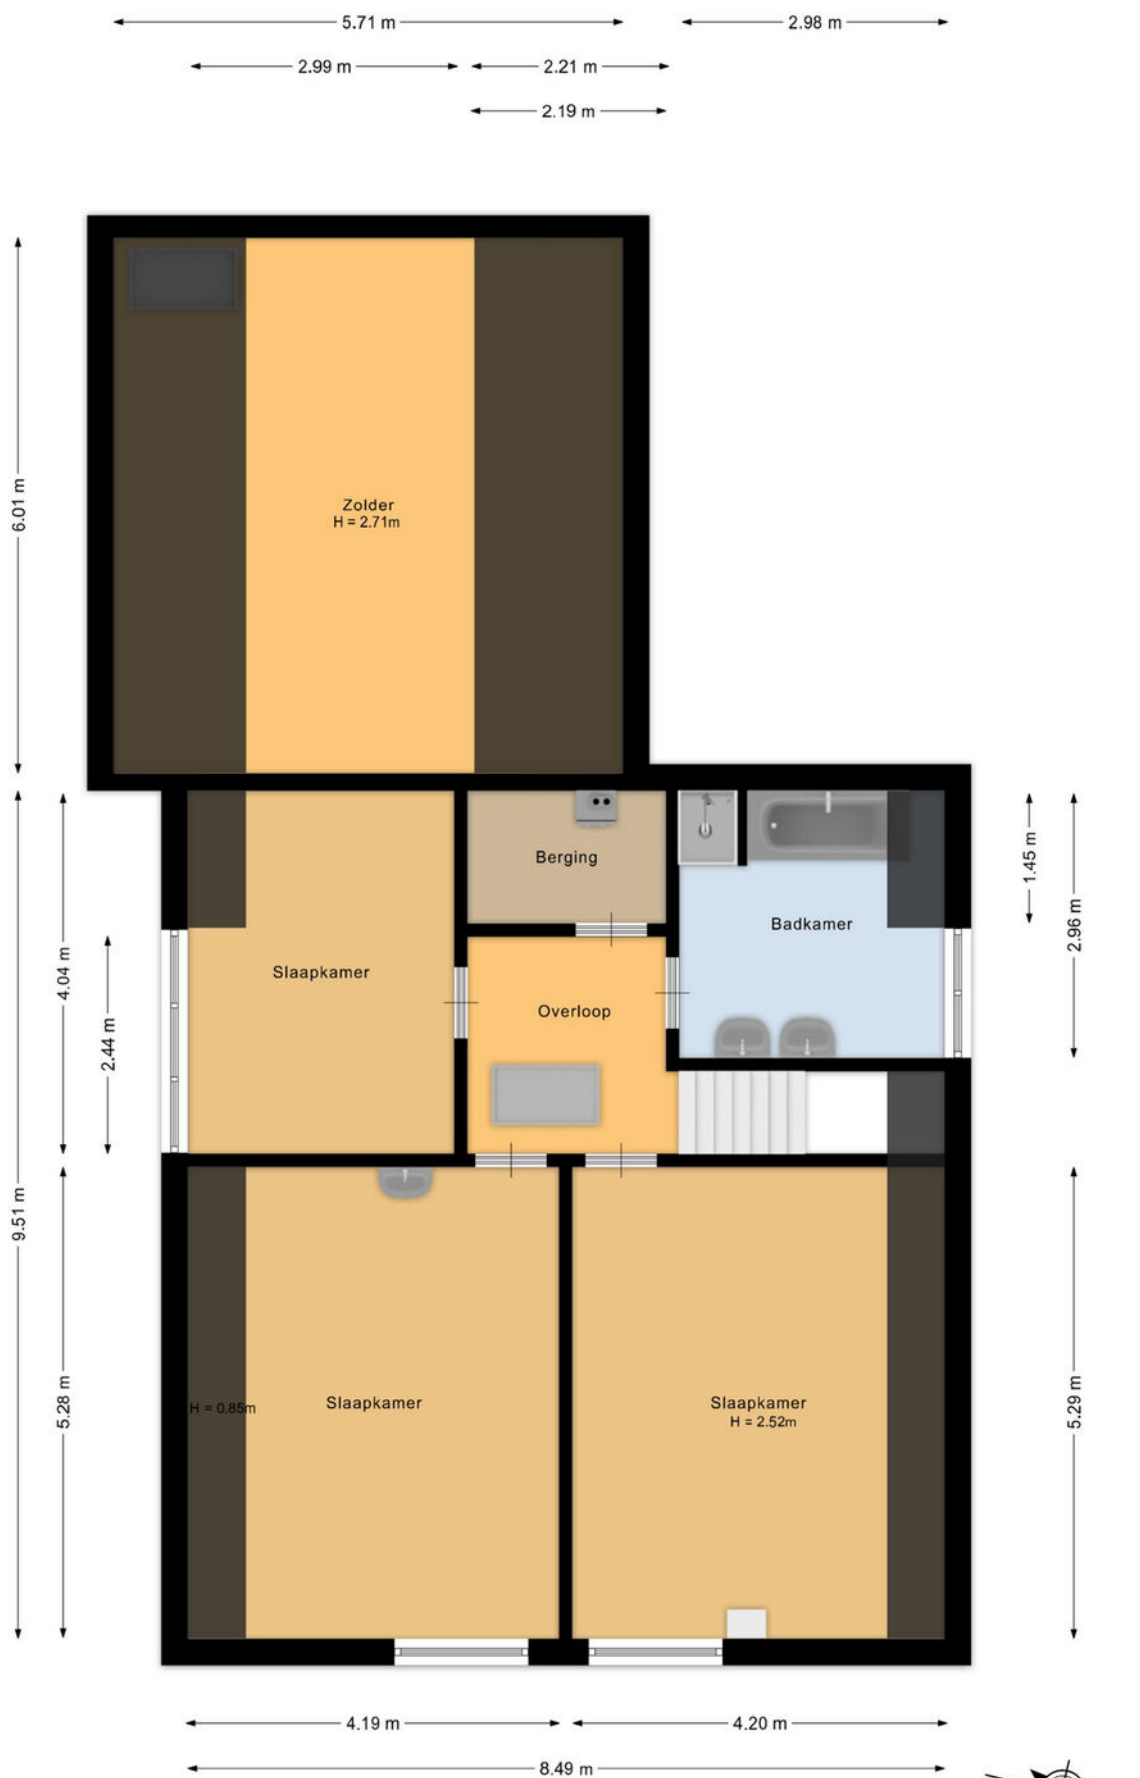 5.71 m
2.98 m
2.99 m
2.21 m
2.19 m
6.01 m
Zolder
H = 2.71m
Berging
Badkamer
1.45 m
2.96 m
Slaapkamer
Overloop
4.04 m
2.44 m
9.51 m
5.28 m
H = 0.85m
Slaapkamer
Slaapkamer
H = 2.52m
5.29 m
4.19 m
4.20 m
8.49 m